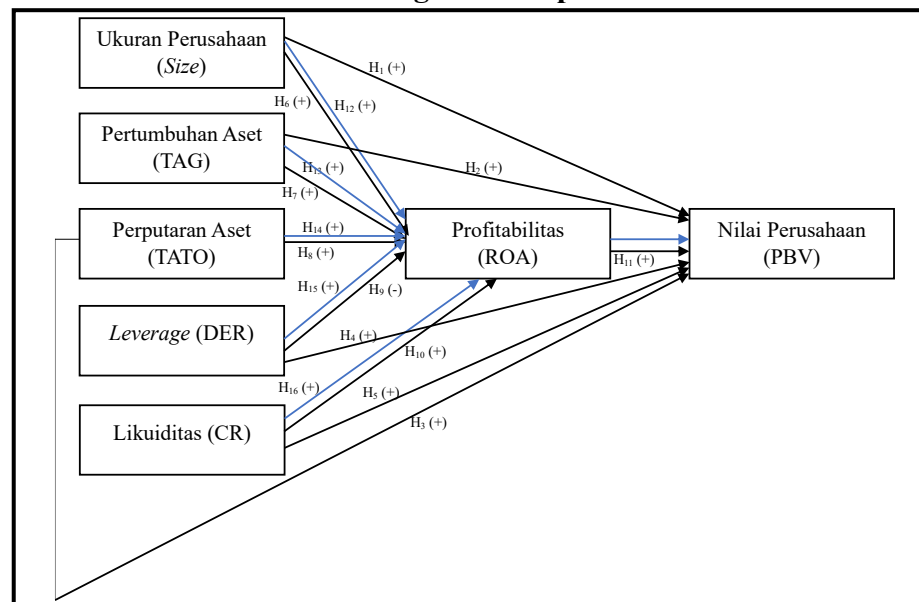 Ukuran Perusahaan
(Size)
H₁ (+)
H₆ (+)
H₁₂ (+)
Pertumbuhan Aset
(TAG)
H₂ (+)
H₁₃ (+)
H₇ (+)
Perputaran Aset
(TATO)
H₁₄ (+)
H₈ (+)
Profitabilitas
(ROA)
H₁₁ (+)
Nilai Perusahaan
(PBV)
H₁₅ (+)
H₉ (-)
Leverage (DER)
H₄ (+)
H₁₀ (+)
H₁₆ (+)
H₅ (+)
H₃ (+)
Likuiditas (CR)